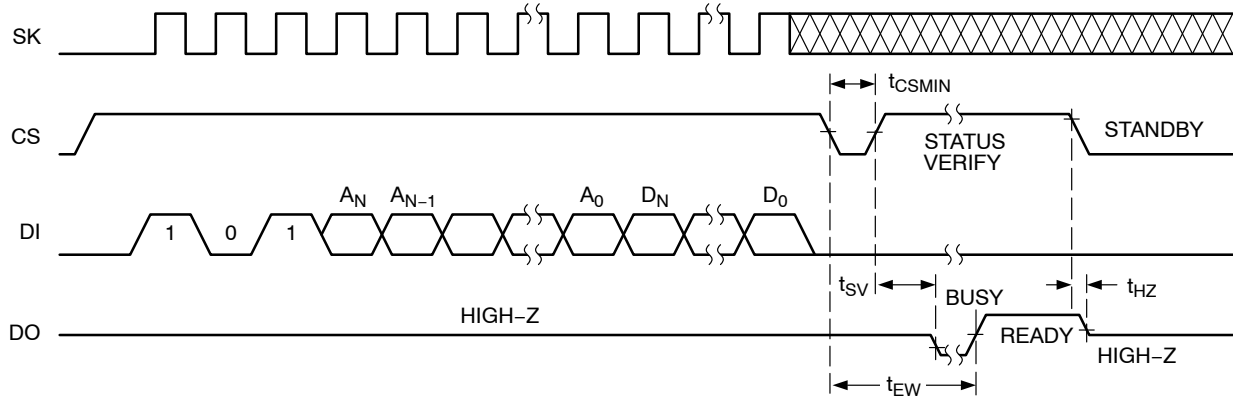 SK
t_CSMIN
CS
STATUS
VERIFY
STANDBY
A_N A_N−1 A_0 D_N D_0
DI
1 0 1
t_SV
BUSY
t_HZ
HIGH−Z
DO
READY
HIGH−Z
t_EW